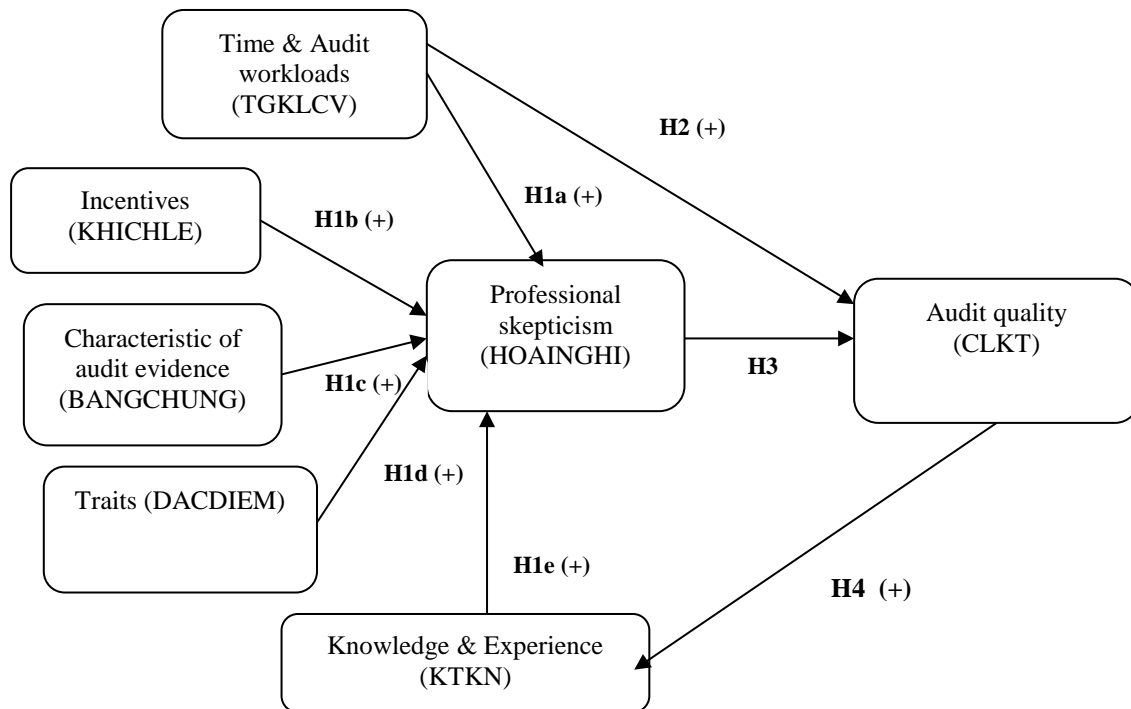 Time & Audit
workloads
(TGKLCV)
H2 (+)
H1a (+)
Incentives
(KHICHLE)
H1b (+)
Professional
skepticism
(HOAINGHI)
Audit quality
(CLKT)
Characteristic of
audit evidence
(BANGCHUNG)
H1c (+)
H3
H1d (+)
Traits (DACDIEM)
H1e (+)
H4 (+)
Knowledge & Experience
(KTKN)